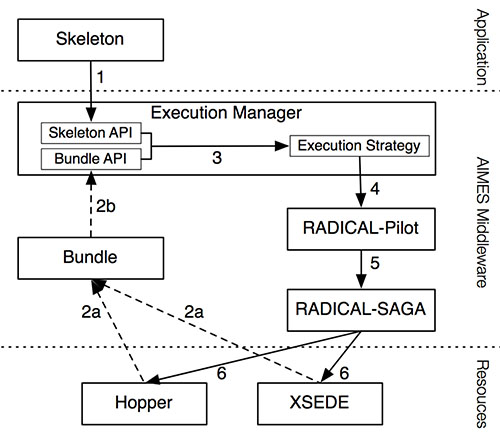 Skeleton
Application
1
Execution Manager
Skeleton API
Bundle API
3
Execution Strategy
AIMES Middleware
2b
4
RADICAL-Pilot
Bundle
5
2a
2a
RADICAL-SAGA
6
6
Hopper
XSEDE
Resouces